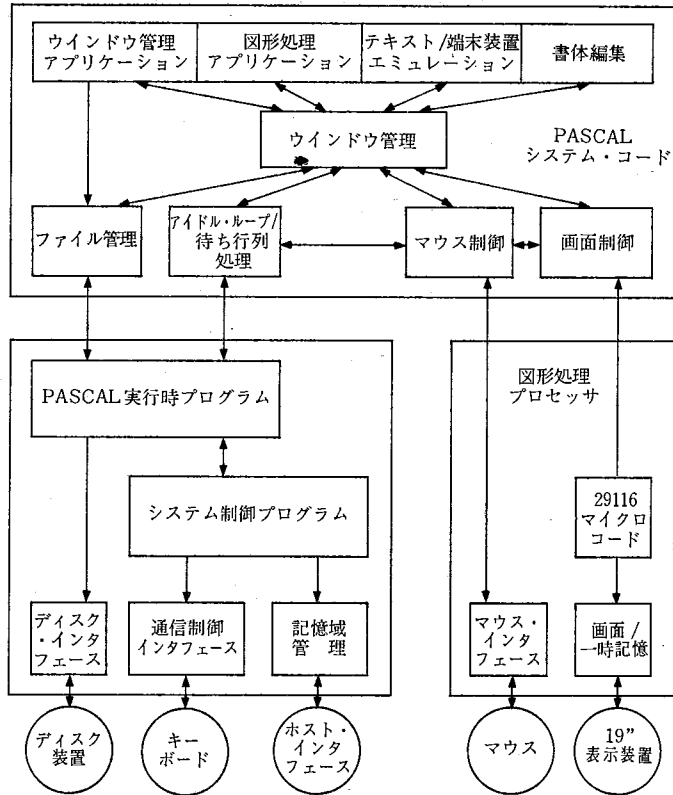 ウインドウ管理
アプリケーション
図形処理
アプリケーション
テキスト/端末装置
エミュレーション
書体編集
ウインドウ管理
PASCAL
システム・コード
ファイル管理
アイドル・ループ/
待ち行列
処理
マウス制御
画面制御
PASCAL実行時プログラム
システム制御プログラム
ディスク
・インタ
フェース
通信制御
インタフェース
記憶域
管 理
図形処理
プロセッサ
29116
マイクロ
コード
マウス・
インタ
フェース
画面/
一時記憶
ディスク
装置
キー
ボード
ホスト・
インタ
フェース
マウス
19”
表示装置